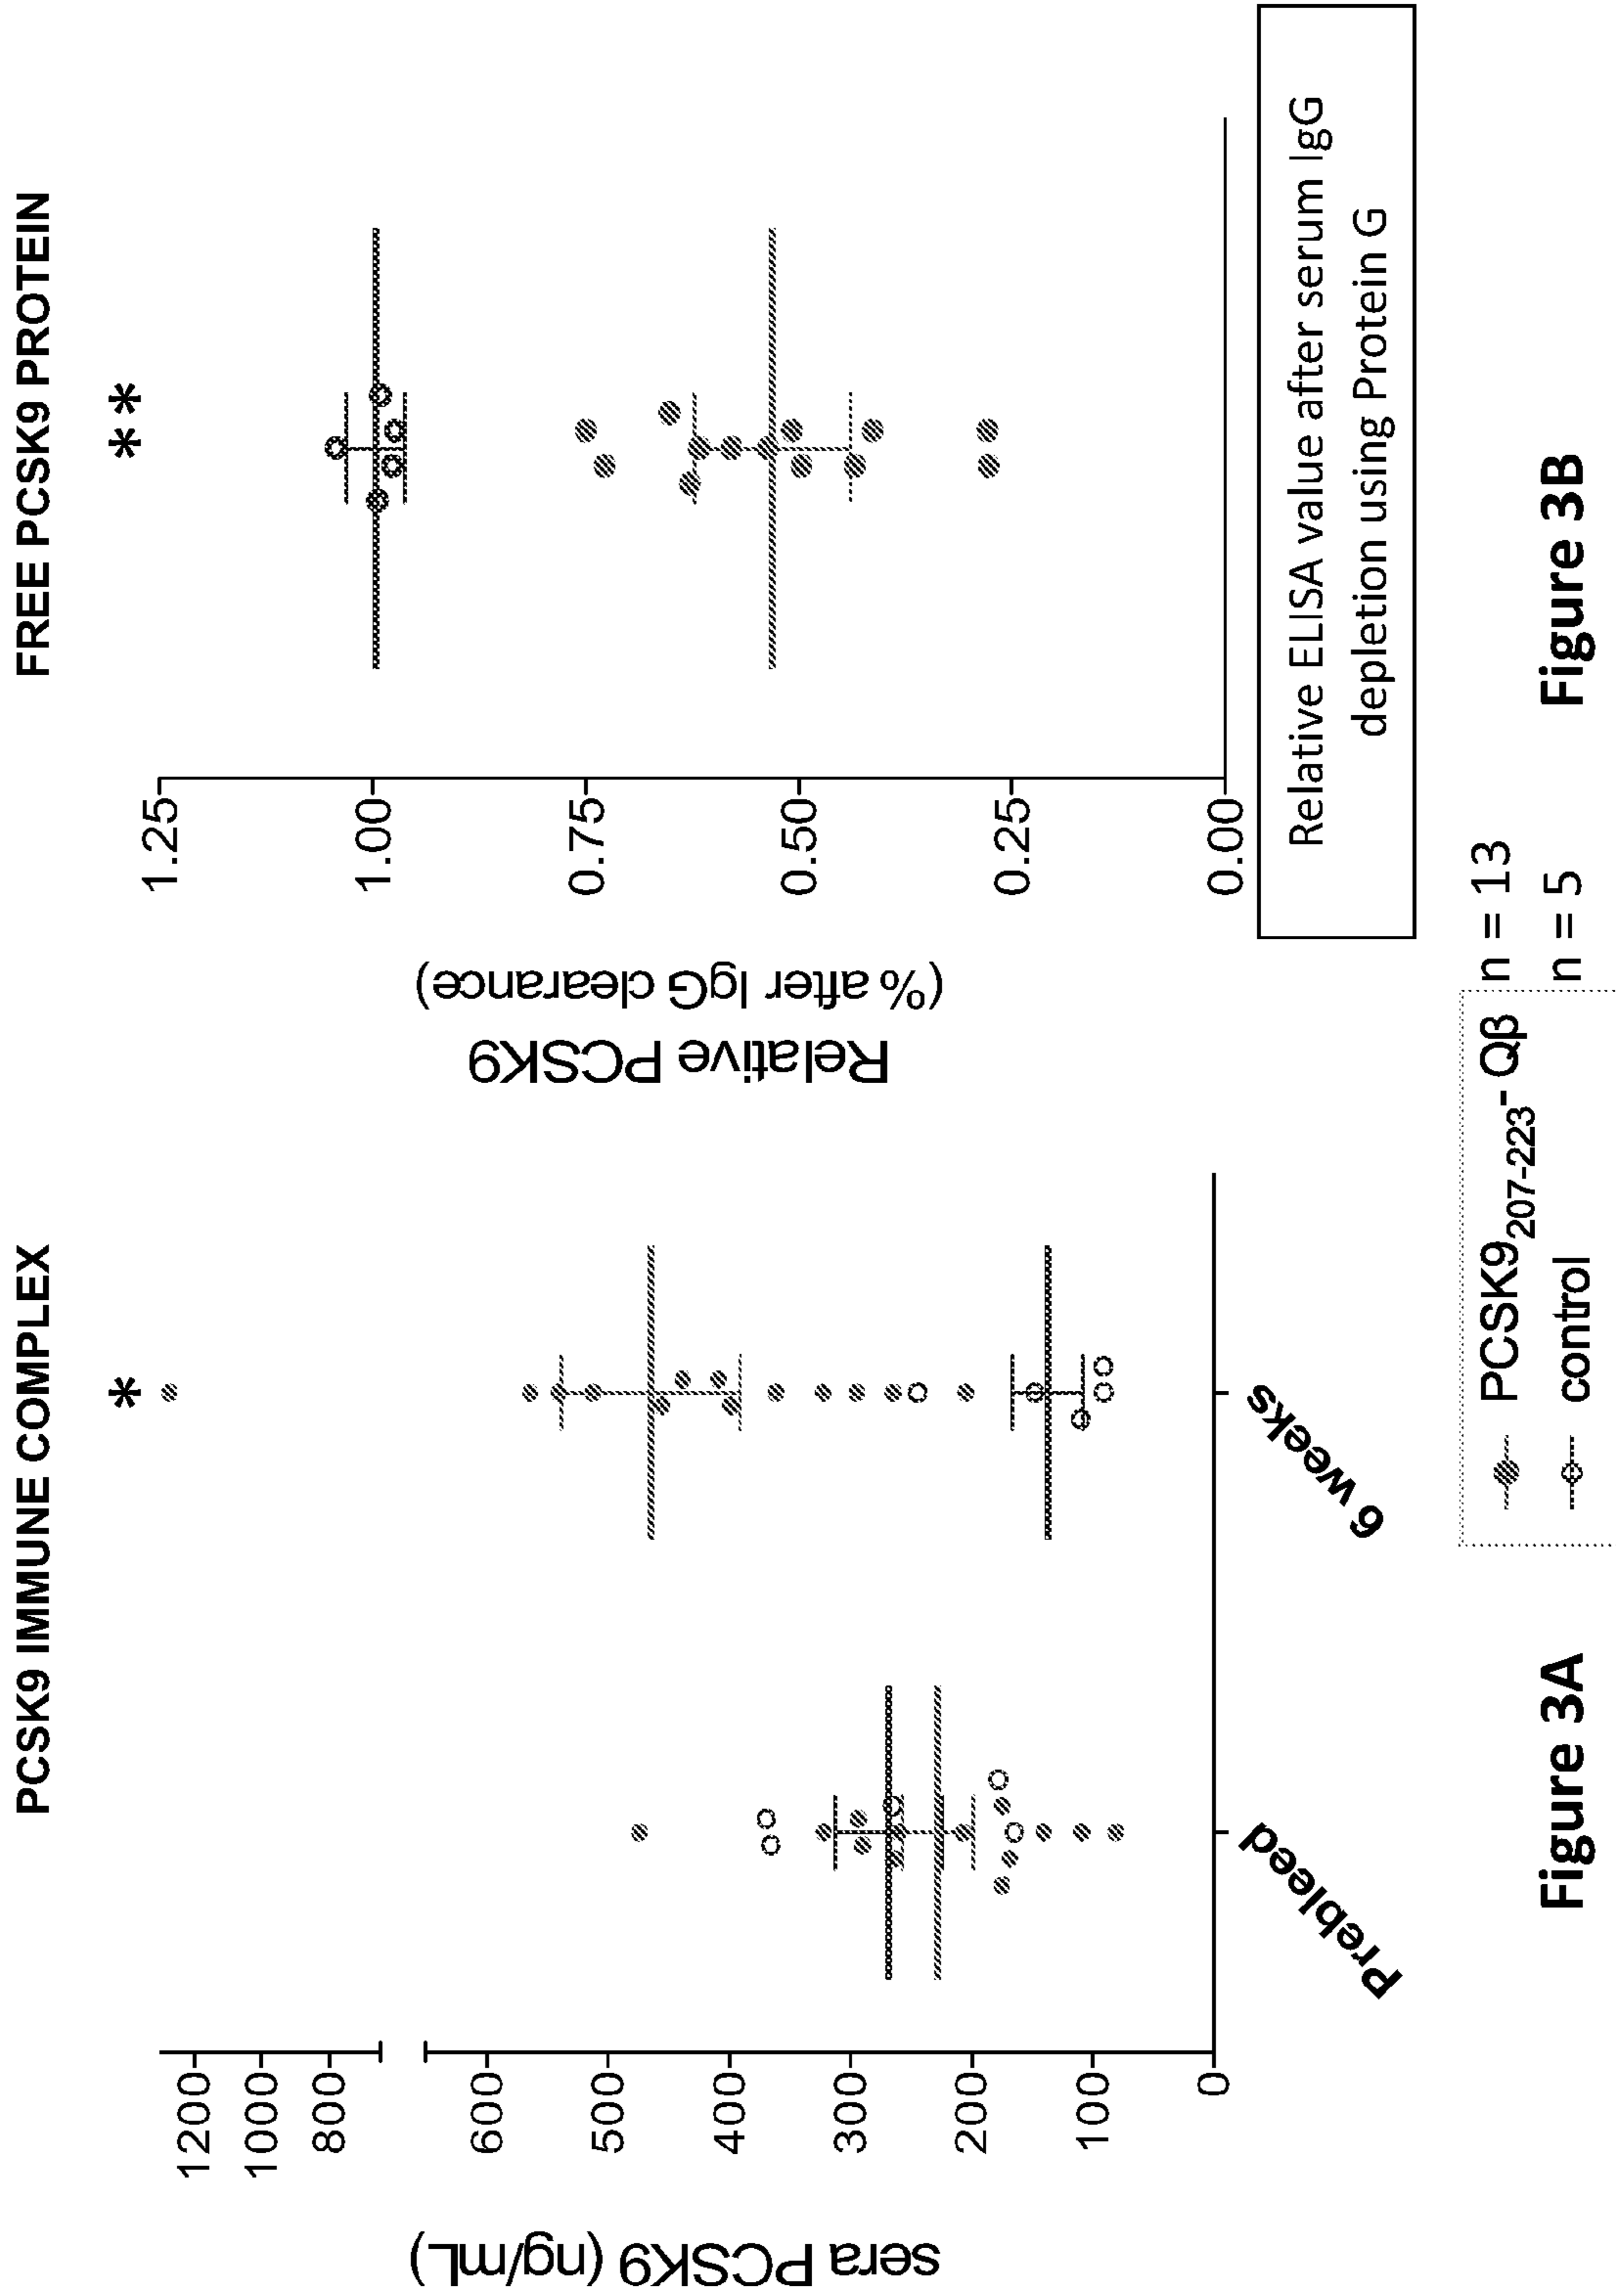 PCSK9 IMMUNE COMPLEX
*
sera PCSK9 (ng/mL)
1200
1000
800
600
500
400
300
200
100
0
Prebleed
6 weeks
Figure 3A
FREE PCSK9 PROTEIN
**
Relative PCSK9
(% after IgG clearance)
1.25
1.00
0.75
0.50
0.25
0.00
Relative ELISA value after serum IgG
depletion using Protein G
PCSK9207-223-Qβ n = 13
control n = 5
Figure 3B